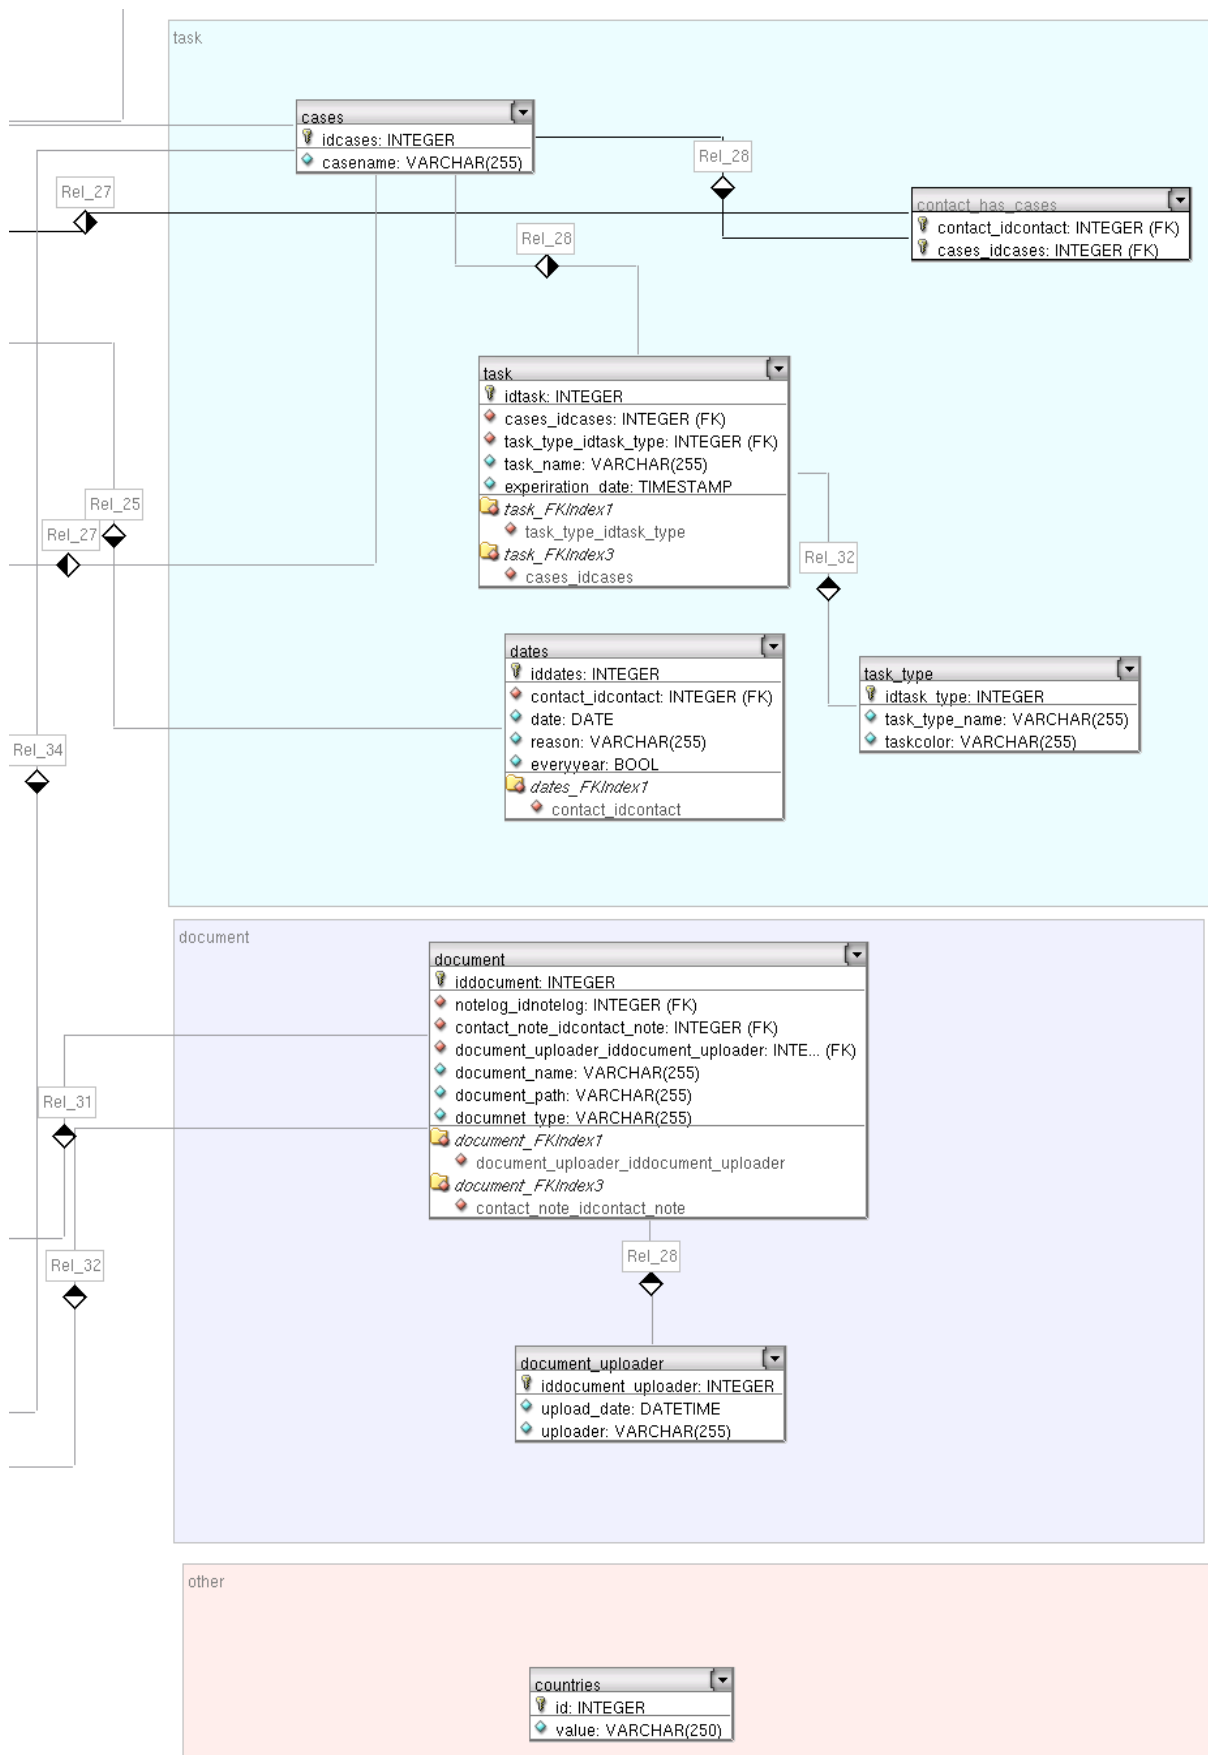 task
cases
idcases: INTEGER
casename: VARCHAR(255)
Rel_28
Rel_27
contact_has_cases
contact_idcontact: INTEGER (FK)
cases_idcases: INTEGER (FK)
Rel_28
task
idtask: INTEGER
cases_idcases: INTEGER (FK)
task_type_idtask_type: INTEGER (FK)
task_name: VARCHAR(255)
experiration_date: TIMESTAMP
task_FKIndex1
task_type_idtask_type
task_FKIndex3
cases_idcases
Rel_25
Rel_27
Rel_32
dates
iddates: INTEGER
contact_idcontact: INTEGER (FK)
date: DATE
reason: VARCHAR(255)
everyyear: BOOL
dates_FKIndex1
contact_idcontact
task_type
idtask_type: INTEGER
task_type_name: VARCHAR(255)
taskcolor: VARCHAR(255)
Rel_34
document
document
iddocument: INTEGER
notelog_idnotelog: INTEGER (FK)
contact_note_idcontact_note: INTEGER (FK)
document_uploader_iddocument_uploader: INTE... (FK)
document_name: VARCHAR(255)
document_path: VARCHAR(255)
documnet_type: VARCHAR(255)
document_FKIndex1
document_uploader_iddocument_uploader
document_FKIndex3
contact_note_idcontact_note
Rel_31
Rel_32
Rel_28
document_uploader
iddocument_uploader: INTEGER
upload_date: DATETIME
uploader: VARCHAR(255)
other
countries
id: INTEGER
value: VARCHAR(250)